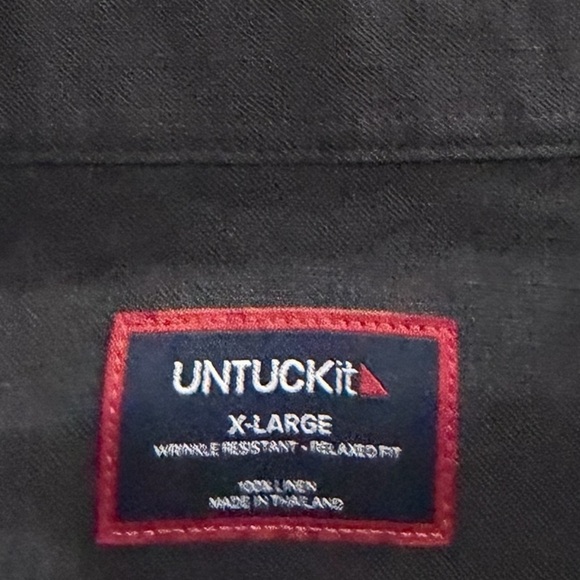 UNTUCKit
X-LARGE
WRINKLE RESISTANT - RELAXED FIT
100% LINEN
MADE IN THAILAND